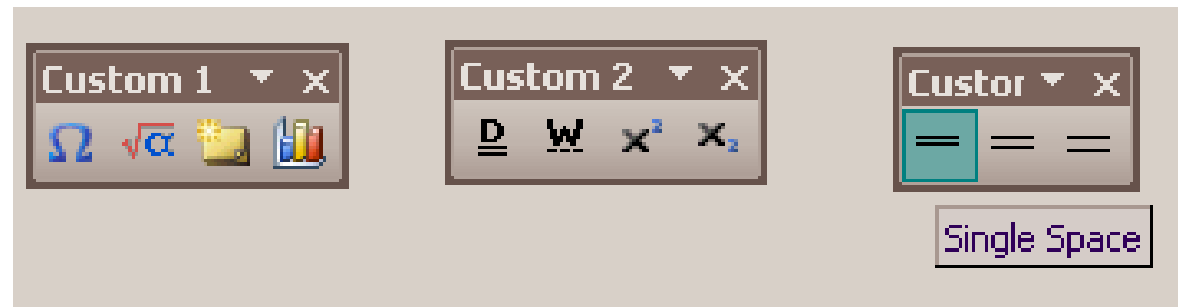 Custom 1
Ω √α
Custom 2
D W x² x₂
Custor
Single Space